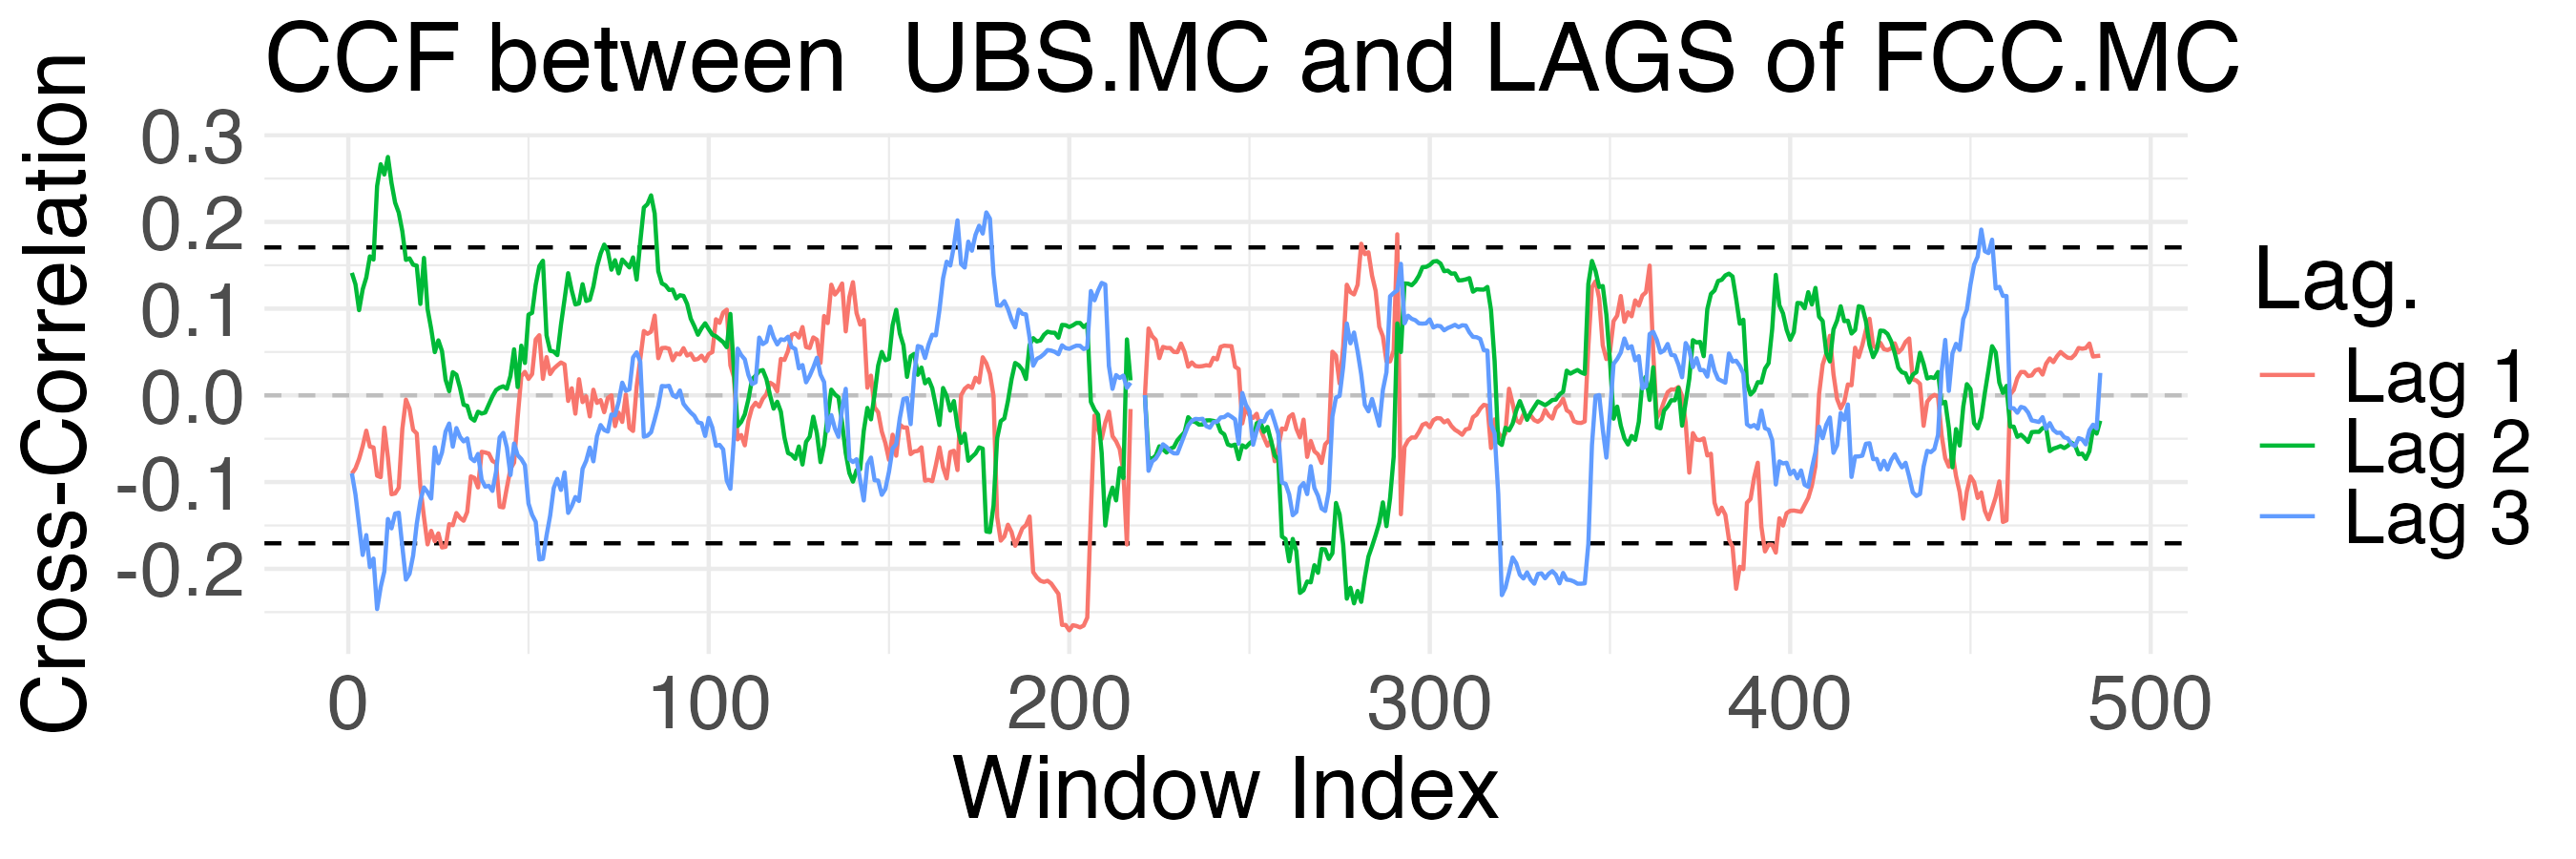 CCF between  UBS.MC and LAGS of FCC.MC
Cross-Correlation
0.3
0.2
0.1
0.0
-0.1
-0.2
0 100 200 300 400 500
Window Index
Lag.
Lag 1
Lag 2
Lag 3